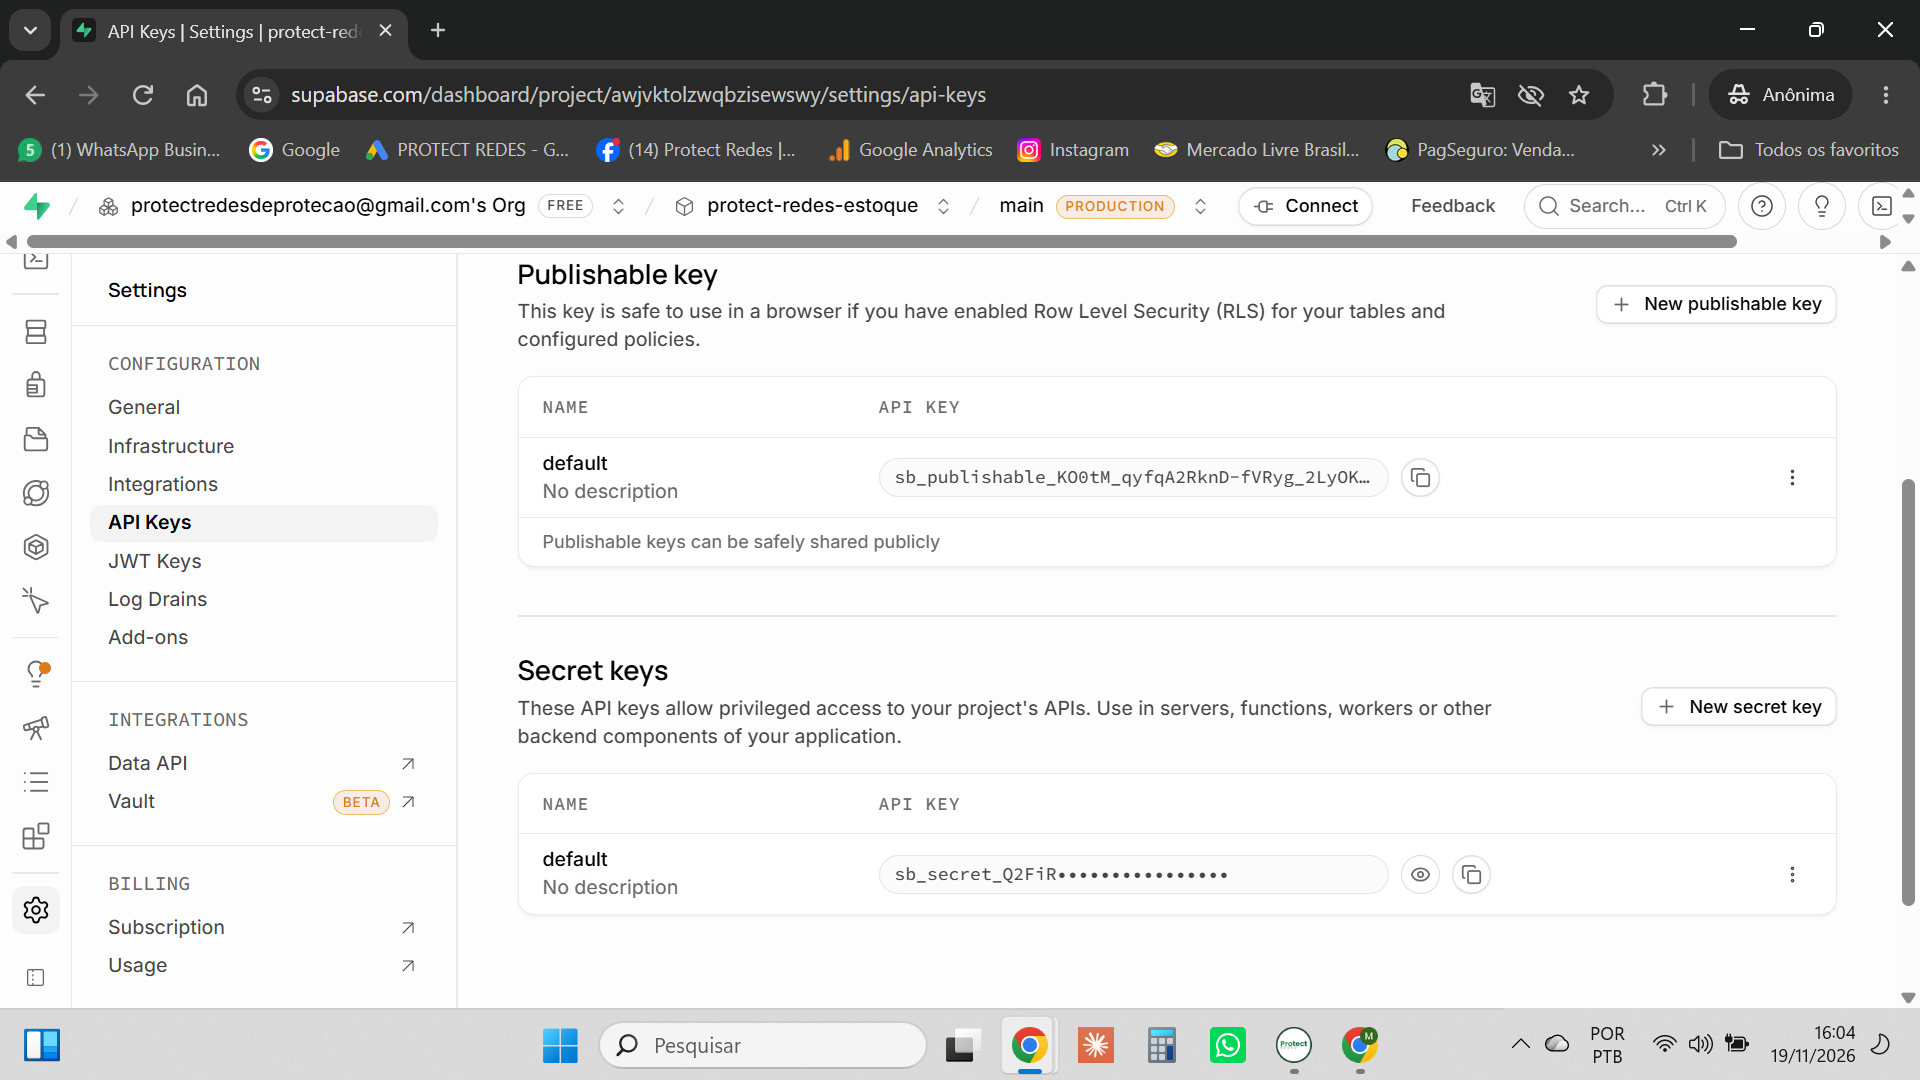 API Keys | Settings | protect-red
supabase.com/dashboard/project/awjvktolzwqbzisewswy/settings/api-keys
Anônima
5 (1) WhatsApp Busin...
Google
PROTECT REDES - G...
(14) Protect Redes |...
Google Analytics
Instagram
Mercado Livre Brasil...
PagSeguro: Venda...
Todos os favoritos
protectredesdeprotecao@gmail.com's Org FREE
protect-redes-estoque
main PRODUCTION
Connect
Feedback
Search... Ctrl K
Settings
CONFIGURATION
General
Infrastructure
Integrations
API Keys
JWT Keys
Log Drains
Add-ons
INTEGRATIONS
Data API
Vault BETA
BILLING
Subscription
Usage
Publishable key
This key is safe to use in a browser if you have enabled Row Level Security (RLS) for your tables and
configured policies.
New publishable key
NAME API KEY
default
No description
sb_publishable_KO0tM_qyfqA2RknD-fVRyg_2LyOK…
Publishable keys can be safely shared publicly
Secret keys
These API keys allow privileged access to your project's APIs. Use in servers, functions, workers or other
backend components of your application.
New secret key
NAME API KEY
default
No description
sb_secret_Q2FiR••••••••••••••••
Pesquisar
Protect
M
POR
PTB
16:04
19/11/2026